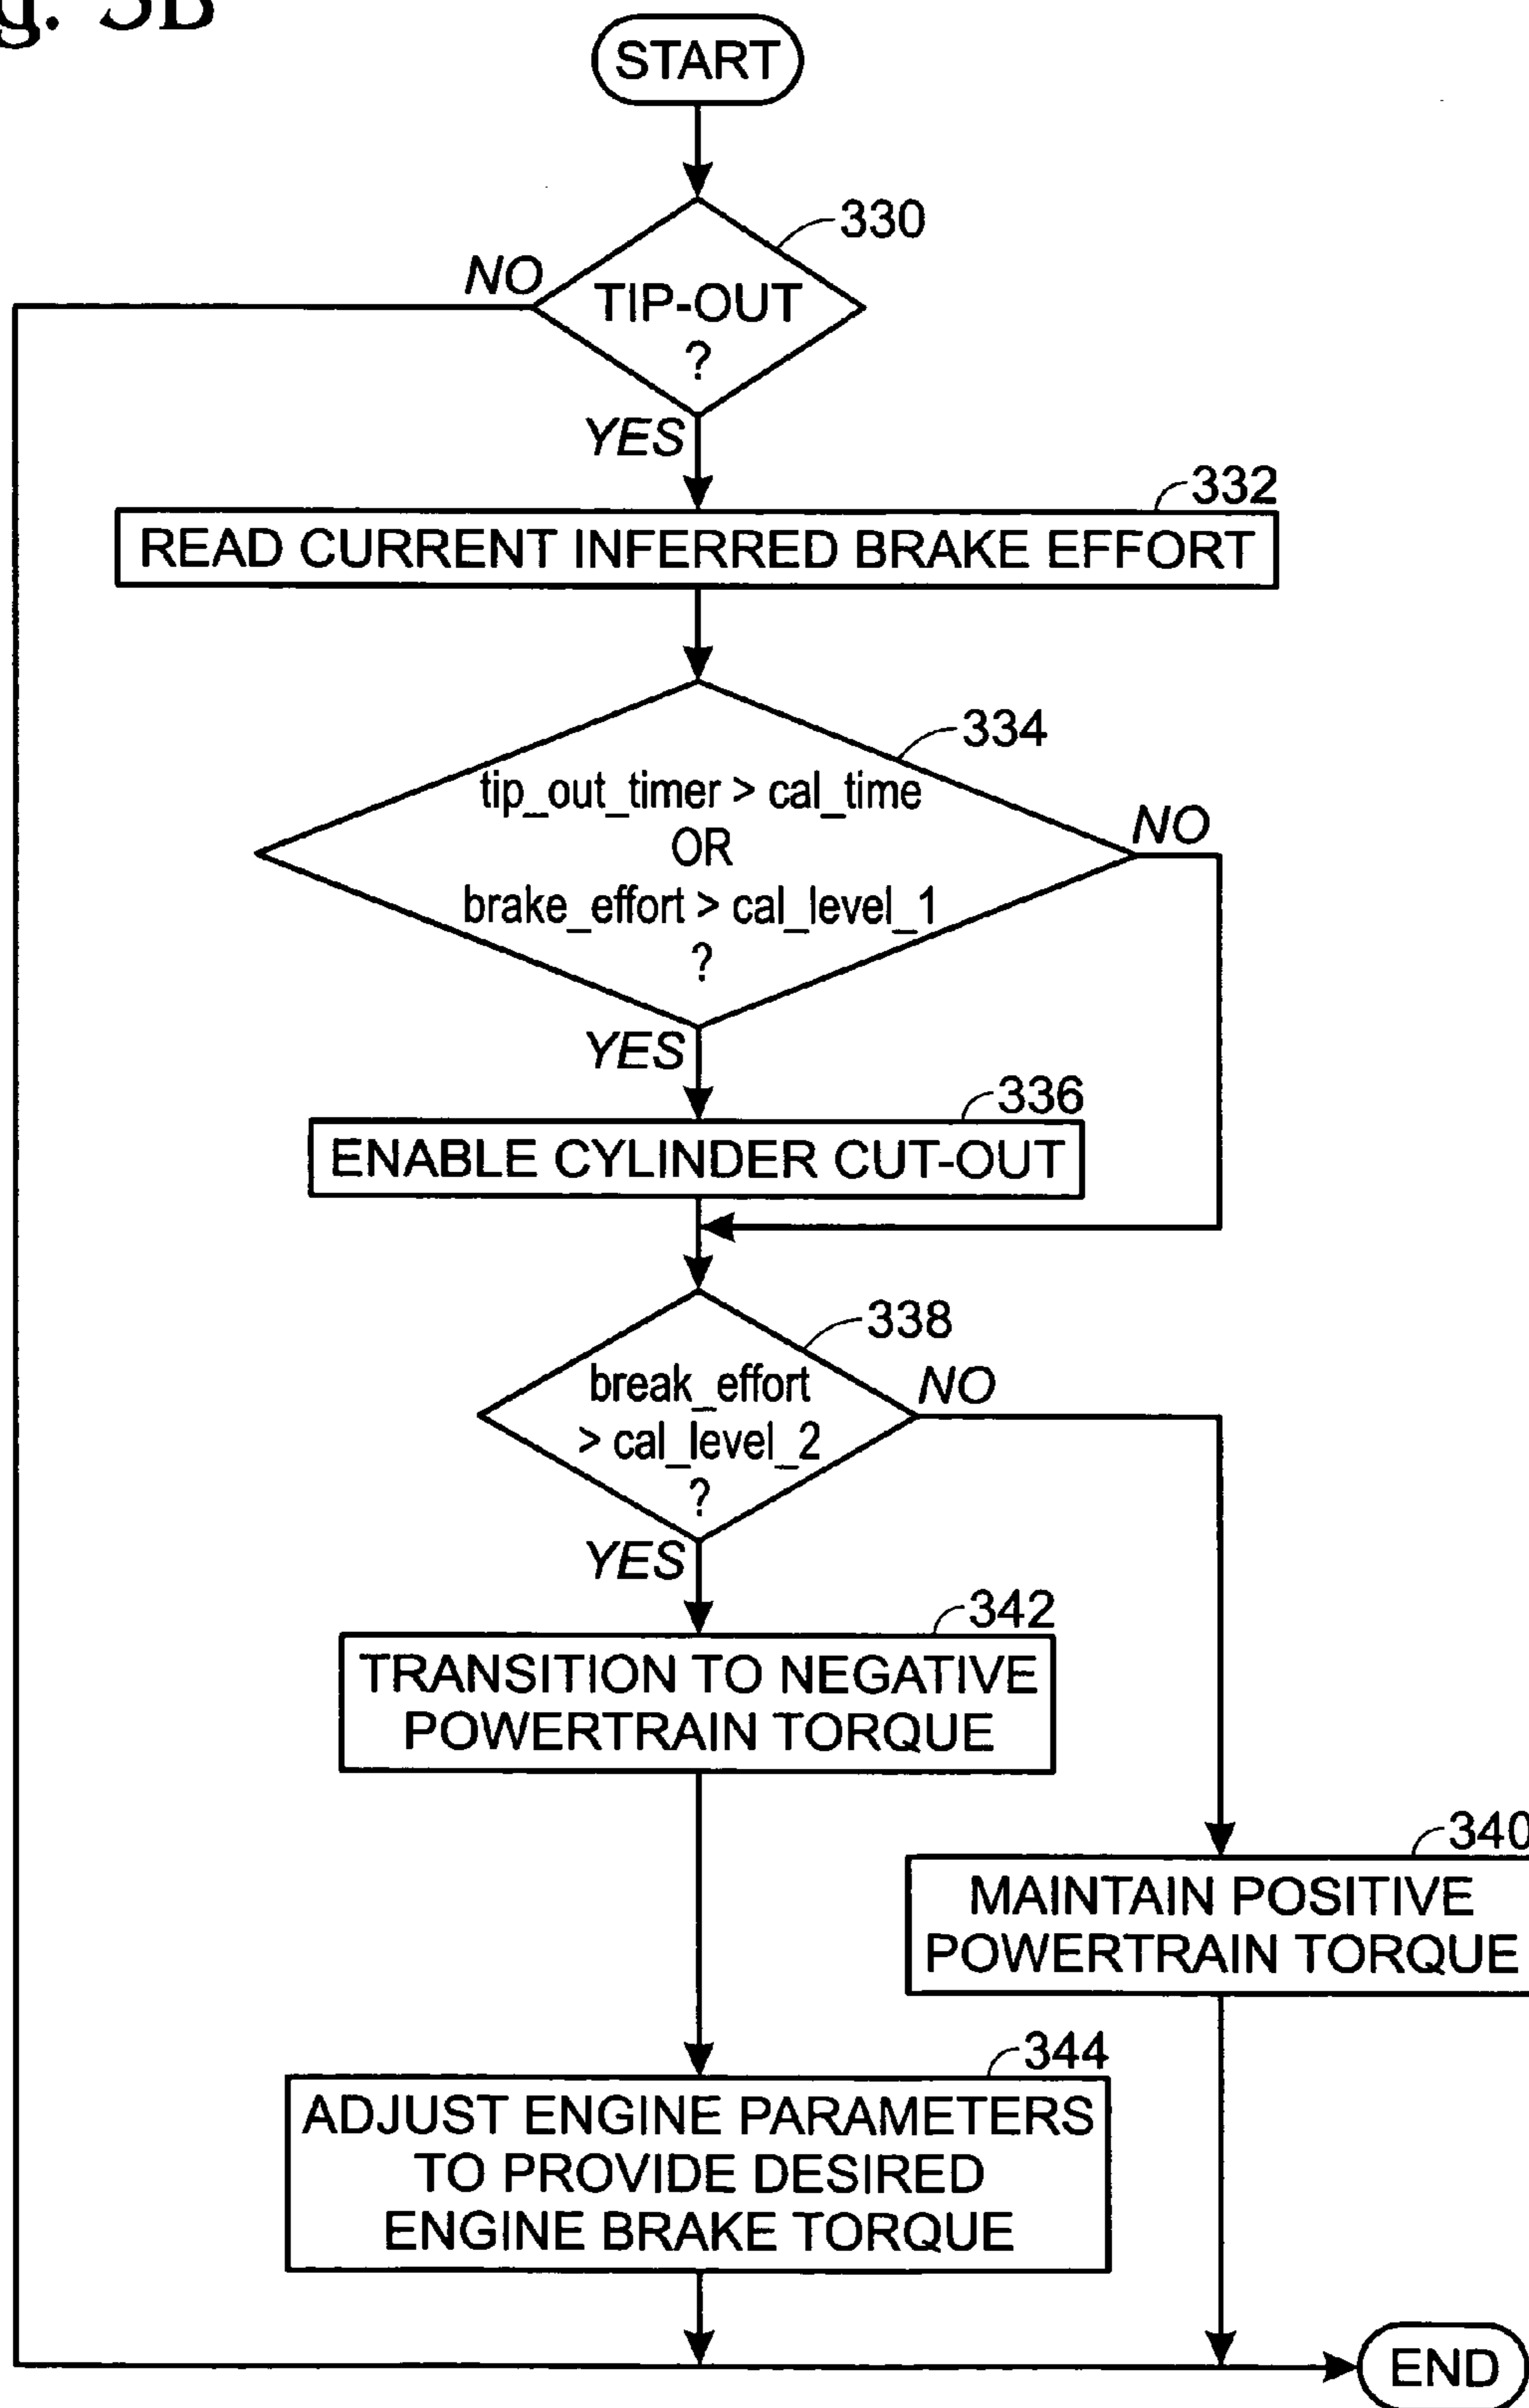 START
330
NO
TIP-OUT
?
YES
332
READ CURRENT INFERRED BRAKE EFFORT
334
tip_out_timer > cal_time
OR
brake_effort > cal_level_1
?
NO
YES
336
ENABLE CYLINDER CUT-OUT
338
break_effort
> cal_level_2
?
NO
YES
342
TRANSITION TO NEGATIVE
POWERTRAIN TORQUE
340
MAINTAIN POSITIVE
POWERTRAIN TORQUE
344
ADJUST ENGINE PARAMETERS
TO PROVIDE DESIRED
ENGINE BRAKE TORQUE
END